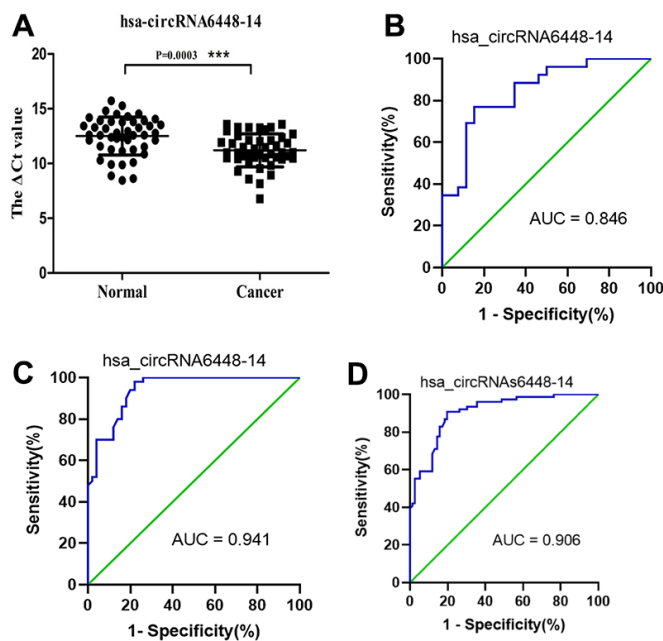 A
hsa-circRNA6448-14
P=0.0003 ***
The Δ Ct value
20
15
10
5
0
Normal Cancer
B
hsa_circRNA6448-14
Sensitivity(%)
100
80
60
40
20
0
AUC = 0.846
0 20 40 60 80 100
1 - Specificity(%)
C
hsa_circRNA6448-14
Sensitivity(%)
100
80
60
40
20
0
AUC = 0.941
0 20 40 60 80 100
1- Specificity(%)
D
hsa_circRNAs6448-14
Sensitivity(%)
100
80
60
40
20
0
AUC = 0.906
0 20 40 60 80 100
1 - Specificity(%)